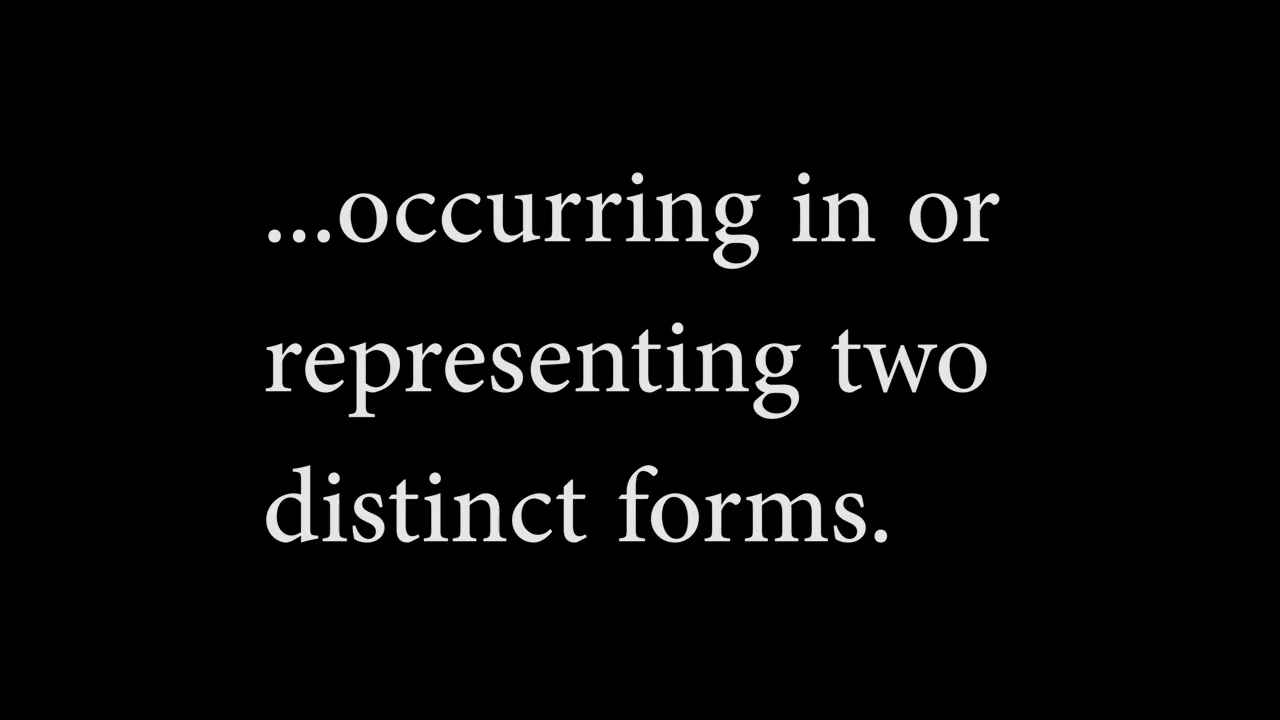 ...occurring in or
representing two
distinct forms.